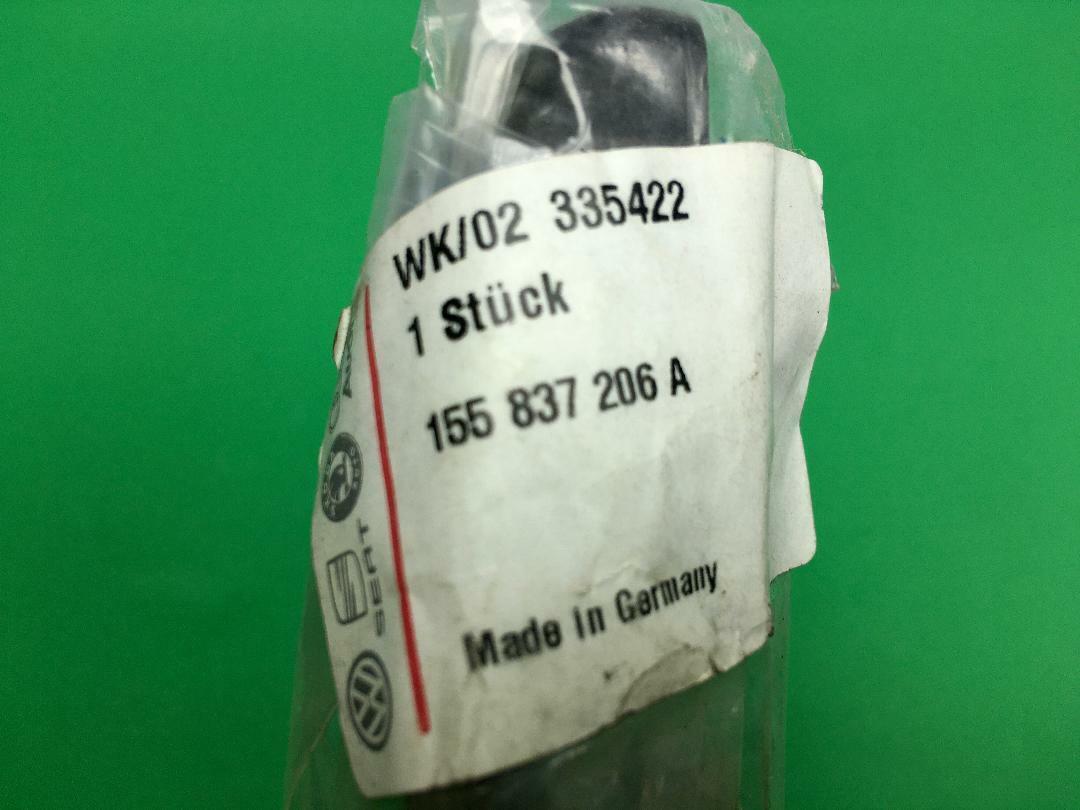 WK/02 335422
1 Stück
155 837 206 A
Made in Germany
SEAT